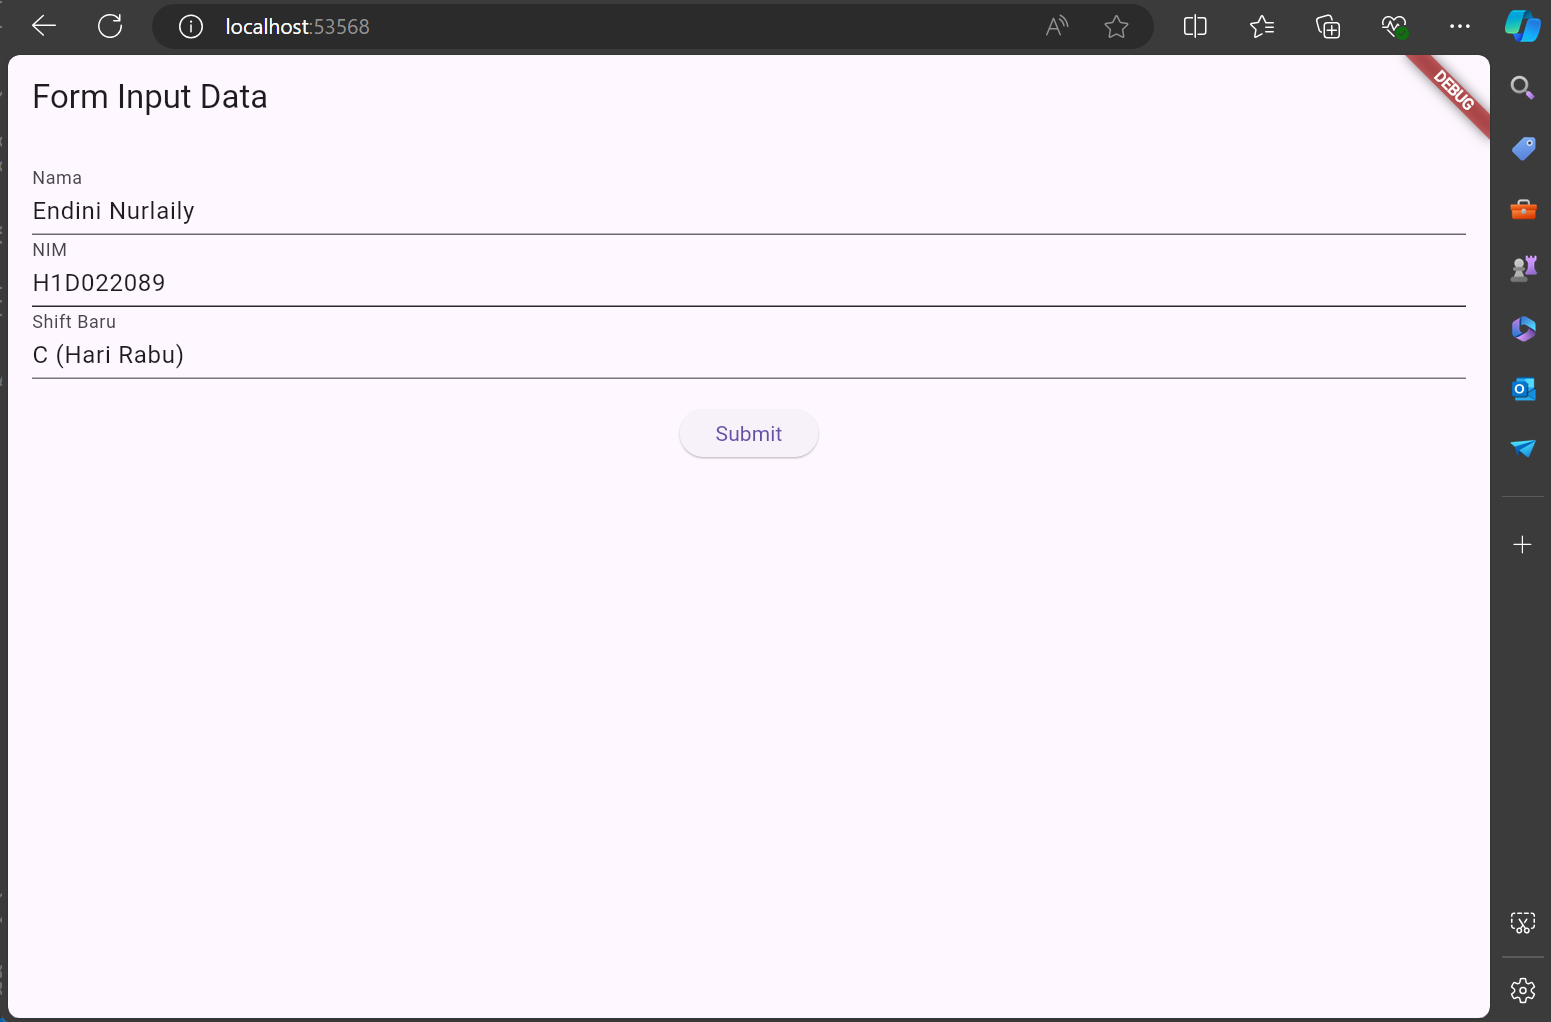 localhost:53568
Form Input Data
DEBUG
Nama
Endini Nurlaily
NIM
H1D022089
Shift Baru
C (Hari Rabu)
Submit